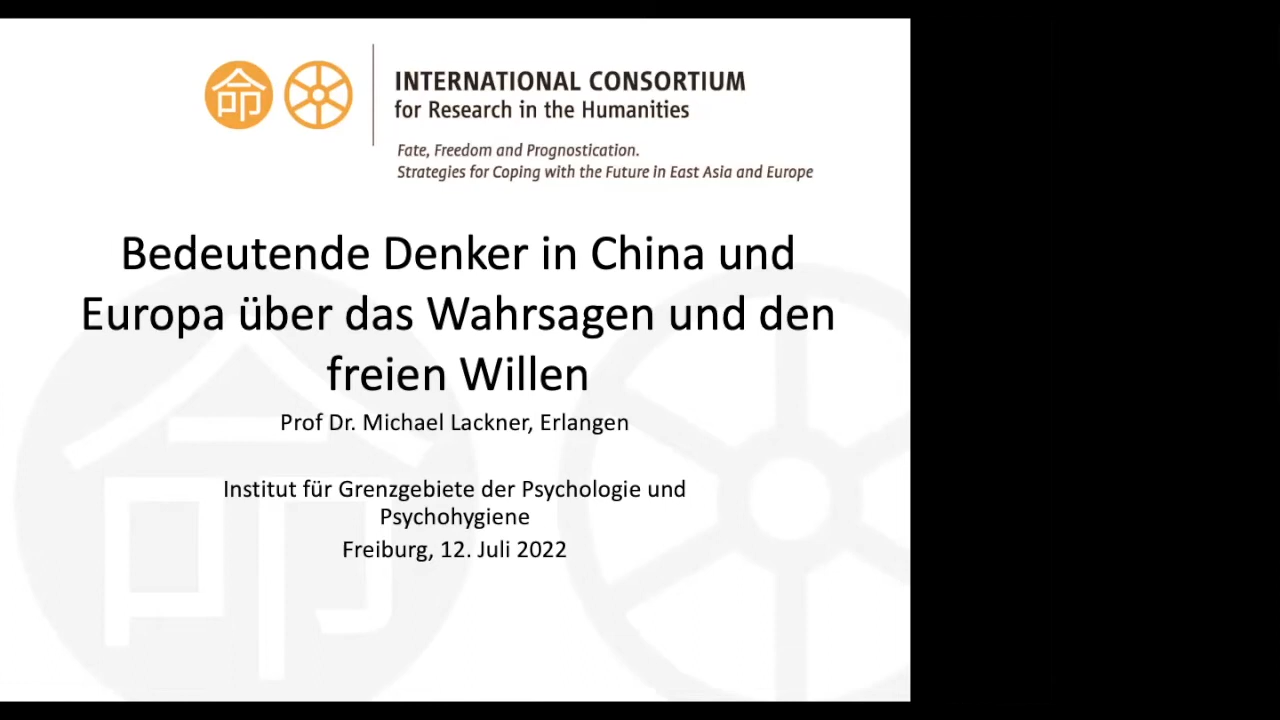 命
INTERNATIONAL CONSORTIUM
for Research in the Humanities
Fate, Freedom and Prognostication.
Strategies for Coping with the Future in East Asia and Europe
Bedeutende Denker in China und
Europa über das Wahrsagen und den
freien Willen
Prof Dr. Michael Lackner, Erlangen
Institut für Grenzgebiete der Psychologie und
Psychohygiene
Freiburg, 12. Juli 2022
命